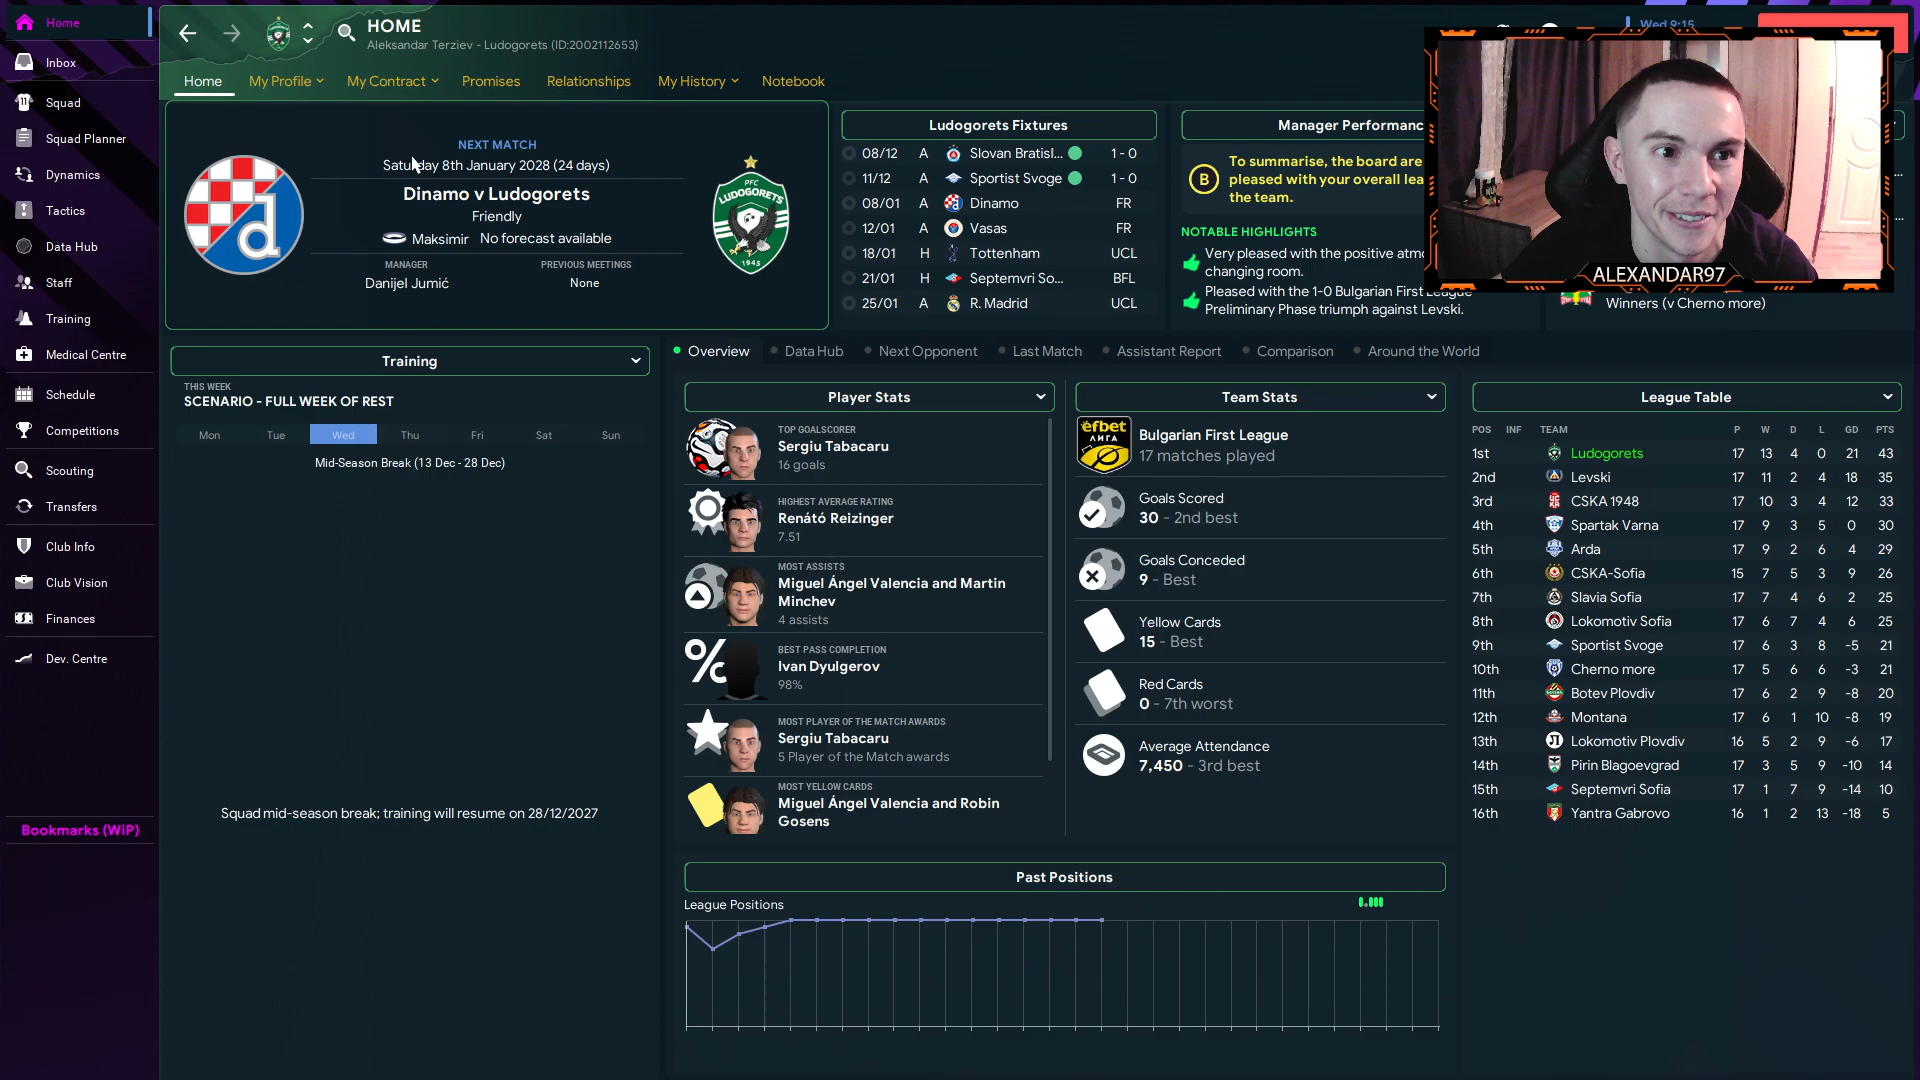 Home
Inbox
Squad
Squad Planner
Dynamics
Tactics
Data Hub
Staff
Training
Medical Centre
Schedule
Competitions
Scouting
Transfers
Club Info
Club Vision
Finances
Dev. Centre
Bookmarks (WiP)
HOME
Aleksandar Terziev - Ludogorets (ID:2002112653)
Wed 9:15
Home My Profile My Contract Promises Relationships My History Notebook
NEXT MATCH
Saturday 8th January 2028 (24 days)
Dinamo v Ludogorets
Friendly
Maksimir No forecast available
MANAGER PREVIOUS MEETINGS
Danijel Jumić None
PFC
LUDOGORETS
1945
Ludogorets Fixtures
08/12 A Slovan Bratisl... 1 - 0
11/12 A Sportist Svoge 1 - 0
08/01 A Dinamo FR
12/01 A Vasas FR
18/01 H Tottenham UCL
21/01 H Septemvri So... BFL
25/01 A R. Madrid UCL
Manager Performanc
B
To summarise, the board are
pleased with your overall lea
the team.
NOTABLE HIGHLIGHTS
Very pleased with the positive atmo
changing room.
Pleased with the 1-0 Bulgarian First League
Preliminary Phase triumph against Levski.
ALEXANDAR97
Winners (v Cherno more)
Training
THIS WEEK
SCENARIO - FULL WEEK OF REST
Mon Tue Wed Thu Fri Sat Sun
Mid-Season Break (13 Dec - 28 Dec)
Squad mid-season break; training will resume on 28/12/2027
Overview Data Hub Next Opponent Last Match Assistant Report Comparison Around the World
Player Stats
TOP GOALSCORER
Sergiu Tabacaru
16 goals
HIGHEST AVERAGE RATING
Renátó Reizinger
7.51
MOST ASSISTS
Miguel Ángel Valencia and Martin
Minchev
4 assists
BEST PASS COMPLETION
Ivan Dyulgerov
98%
MOST PLAYER OF THE MATCH AWARDS
Sergiu Tabacaru
5 Player of the Match awards
MOST YELLOW CARDS
Miguel Ángel Valencia and Robin
Gosens
Team Stats
efbet
ЛИГА
Bulgarian First League
17 matches played
Goals Scored
30 - 2nd best
Goals Conceded
9 - Best
Yellow Cards
15 - Best
Red Cards
0 - 7th worst
Average Attendance
7,450 - 3rd best
League Table
POS INF TEAM P W D L GD PTS
1st Ludogorets 17 13 4 0 21 43
2nd Levski 17 11 2 4 18 35
3rd CSKA 1948 17 10 3 4 12 33
4th Spartak Varna 17 9 3 5 0 30
5th Arda 17 9 2 6 4 29
6th CSKA-Sofia 15 7 5 3 9 26
7th Slavia Sofia 17 7 4 6 2 25
8th Lokomotiv Sofia 17 6 7 4 6 25
9th Sportist Svoge 17 6 3 8 -5 21
10th Cherno more 17 5 6 6 -3 21
11th Botev Plovdiv 17 6 2 9 -8 20
12th Montana 17 6 1 10 -8 19
13th Lokomotiv Plovdiv 16 5 2 9 -6 17
14th Pirin Blagoevgrad 17 3 5 9 -10 14
15th Septemvri Sofia 17 1 7 9 -14 10
16th Yantra Gabrovo 16 1 2 13 -18 5
Past Positions
League Positions